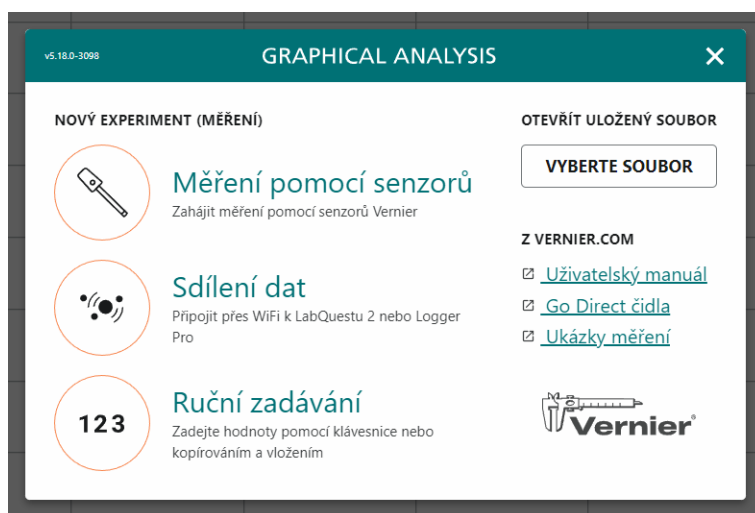 v5.18.0-3098
GRAPHICAL ANALYSIS
NOVÝ EXPERIMENT (MĚŘENÍ)
Měření pomocí senzorů
Zahájit měření pomocí senzorů Vernier
Sdílení dat
Připojit přes WiFi k LabQuestu 2 nebo Logger
Pro
123
Ruční zadávání
Zadejte hodnoty pomocí klávesnice nebo
kopírováním a vložením
OTEVŘÍT ULOŽENÝ SOUBOR
VYBERTE SOUBOR
Z VERNIER.COM
Uživatelský manuál
Go Direct čidla
Ukázky měření
Vernier®